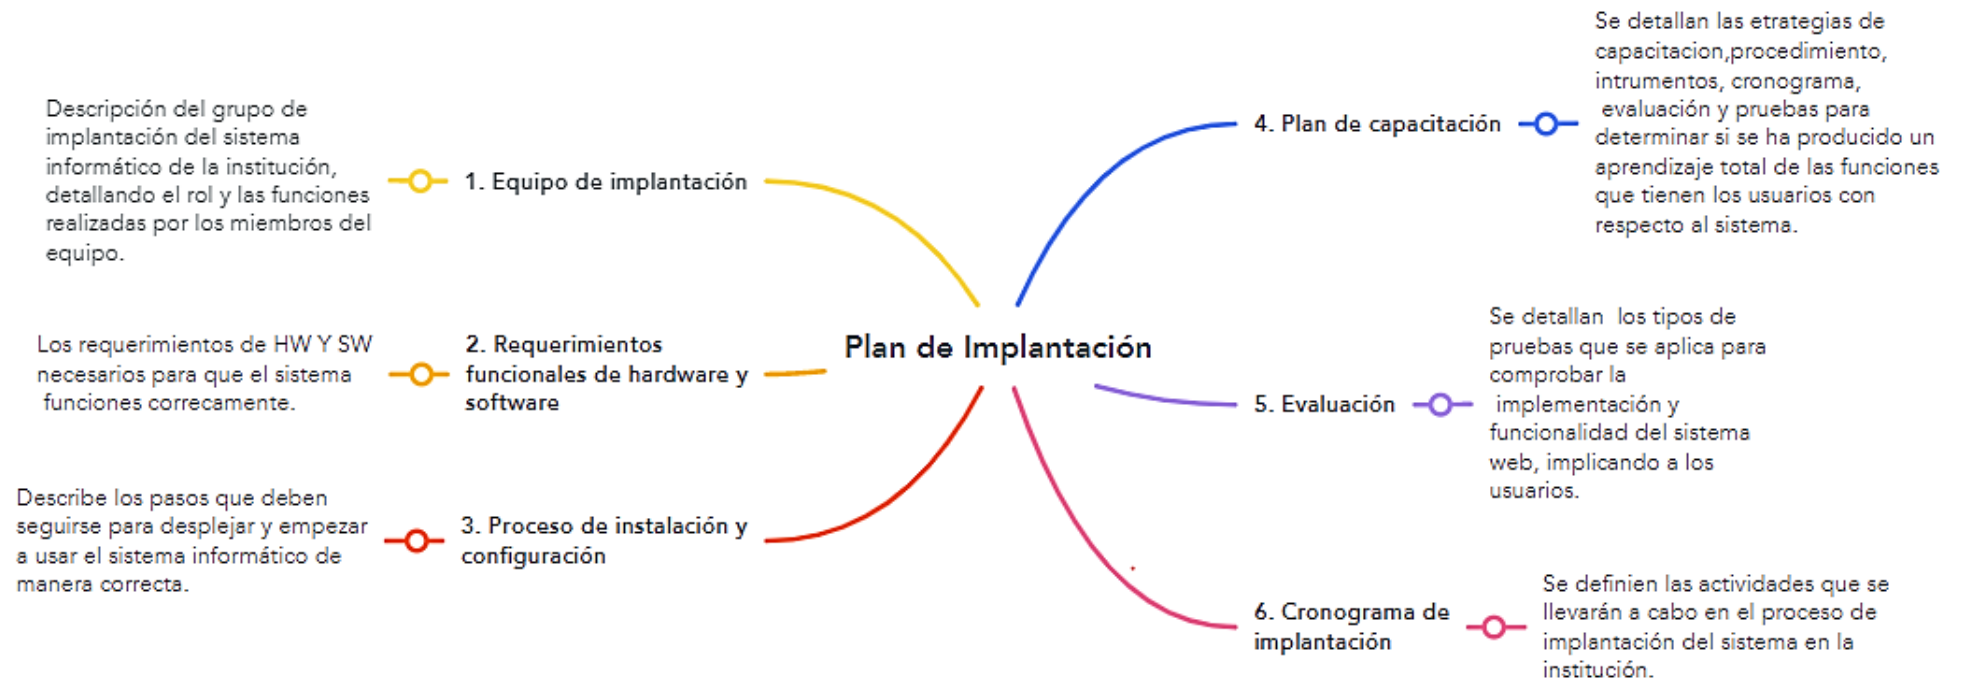 Plan de Implantación
Descripción del grupo de
implantación del sistema
informático de la institución,
detallando el rol y las funciones
realizadas por los miembros del
equipo.
1. Equipo de implantación
Los requerimientos de HW Y SW
necesarios para que el sistema
funciones correcamente.
2. Requerimientos
funcionales de hardware y
software
Describe los pasos que deben
seguirse para desplejar y empezar
a usar el sistema informático de
manera correcta.
3. Proceso de instalación y
configuración
4. Plan de capacitación
Se detallan las etrategias de
capacitacion,procedimiento,
intrumentos, cronograma,
evaluación y pruebas para
determinar si se ha producido un
aprendizaje total de las funciones
que tienen los usuarios con
respecto al sistema.
5. Evaluación
Se detallan  los tipos de
pruebas que se aplica para
comprobar la
implementación y
funcionalidad del sistema
web, implicando a los
usuarios.
6. Cronograma de
implantación
Se definien las actividades que se
llevarán a cabo en el proceso de
implantación del sistema en la
institución.